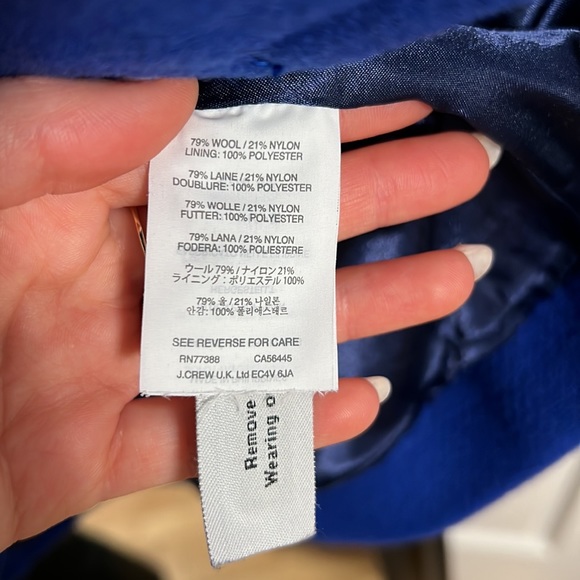 79% WOOL / 21% NYLON
LINING: 100% POLYESTER
79% LAINE / 21% NYLON
DOUBLURE: 100% POLYESTER
79% WOLLE / 21% NYLON
FUTTER: 100% POLYESTER
79% LANA / 21% NYLON
FODERA: 100% POLIESTERE
ウール 79% / ナイロン 21%
ライニング : ポリエステル 100%
79% 울 / 21% 나일론
안감: 100% 폴리에스테르
SEE REVERSE FOR CARE
RN77388 CA56445
J.CREW U.K. Ltd EC4V 6JA
Remove
Wearing o